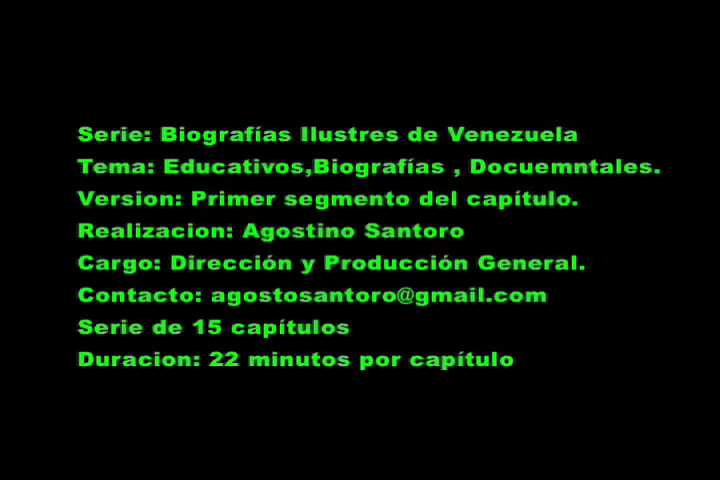 Serie: Biografías Ilustres de Venezuela
Tema: Educativos,Biografías , Docuemntales.
Version: Primer segmento del capítulo.
Realizacion: Agostino Santoro
Cargo: Dirección y Producción General.
Contacto: agostosantoro@gmail.com
Serie de 15 capítulos
Duracion: 22 minutos por capítulo